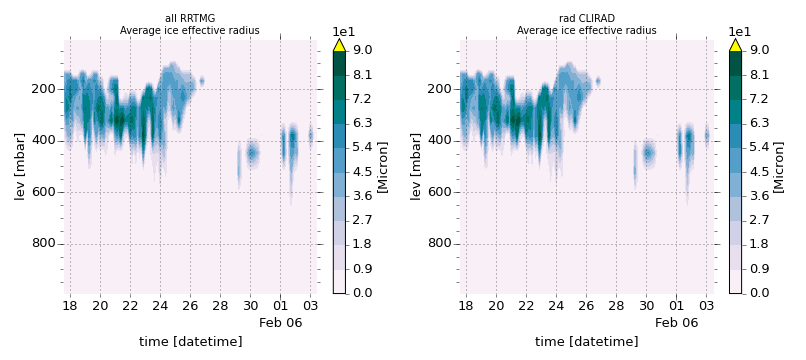 all RRTMG
Average ice effective radius
1e1
9.0
8.1
7.2
6.3
5.4
4.5
3.6
2.7
1.8
0.9
0.0
[Micron]
200
400
600
800
lev [mbar]
18 20 22 24 26 28 30 01 03
Feb 06
time [datetime]
rad CLIRAD
Average ice effective radius
1e1
9.0
8.1
7.2
6.3
5.4
4.5
3.6
2.7
1.8
0.9
0.0
[Micron]
200
400
600
800
lev [mbar]
18 20 22 24 26 28 30 01 03
Feb 06
time [datetime]